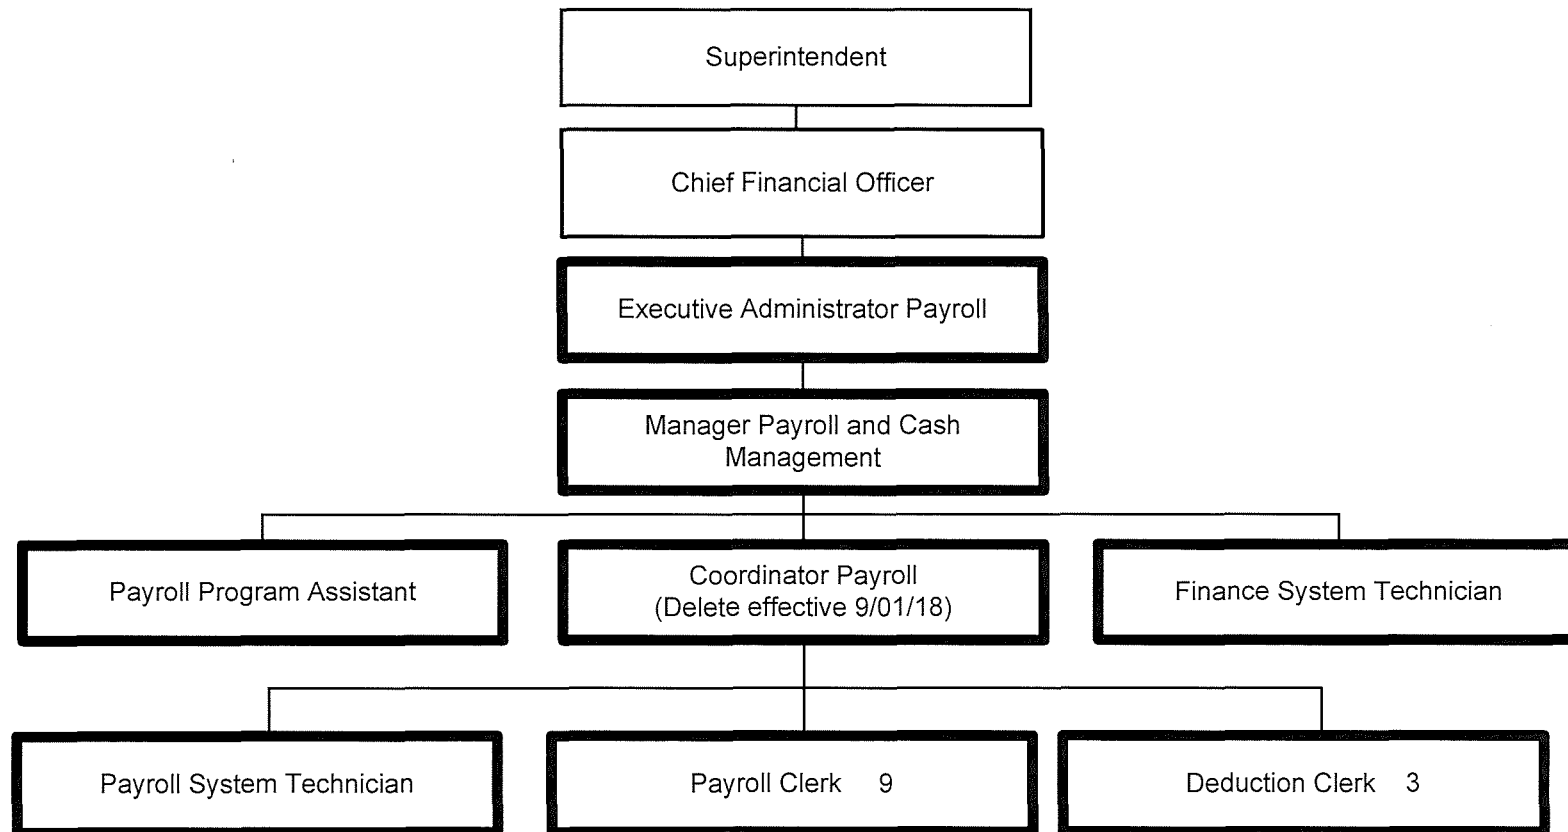 Superintendent
Chief Financial Officer
Executive Administrator Payroll
Manager Payroll and Cash
Management
Payroll Program Assistant
Coordinator Payroll
(Delete effective 9/01/18)
Finance System Technician
Payroll System Technician
Payroll Clerk 9
Deduction Clerk 3